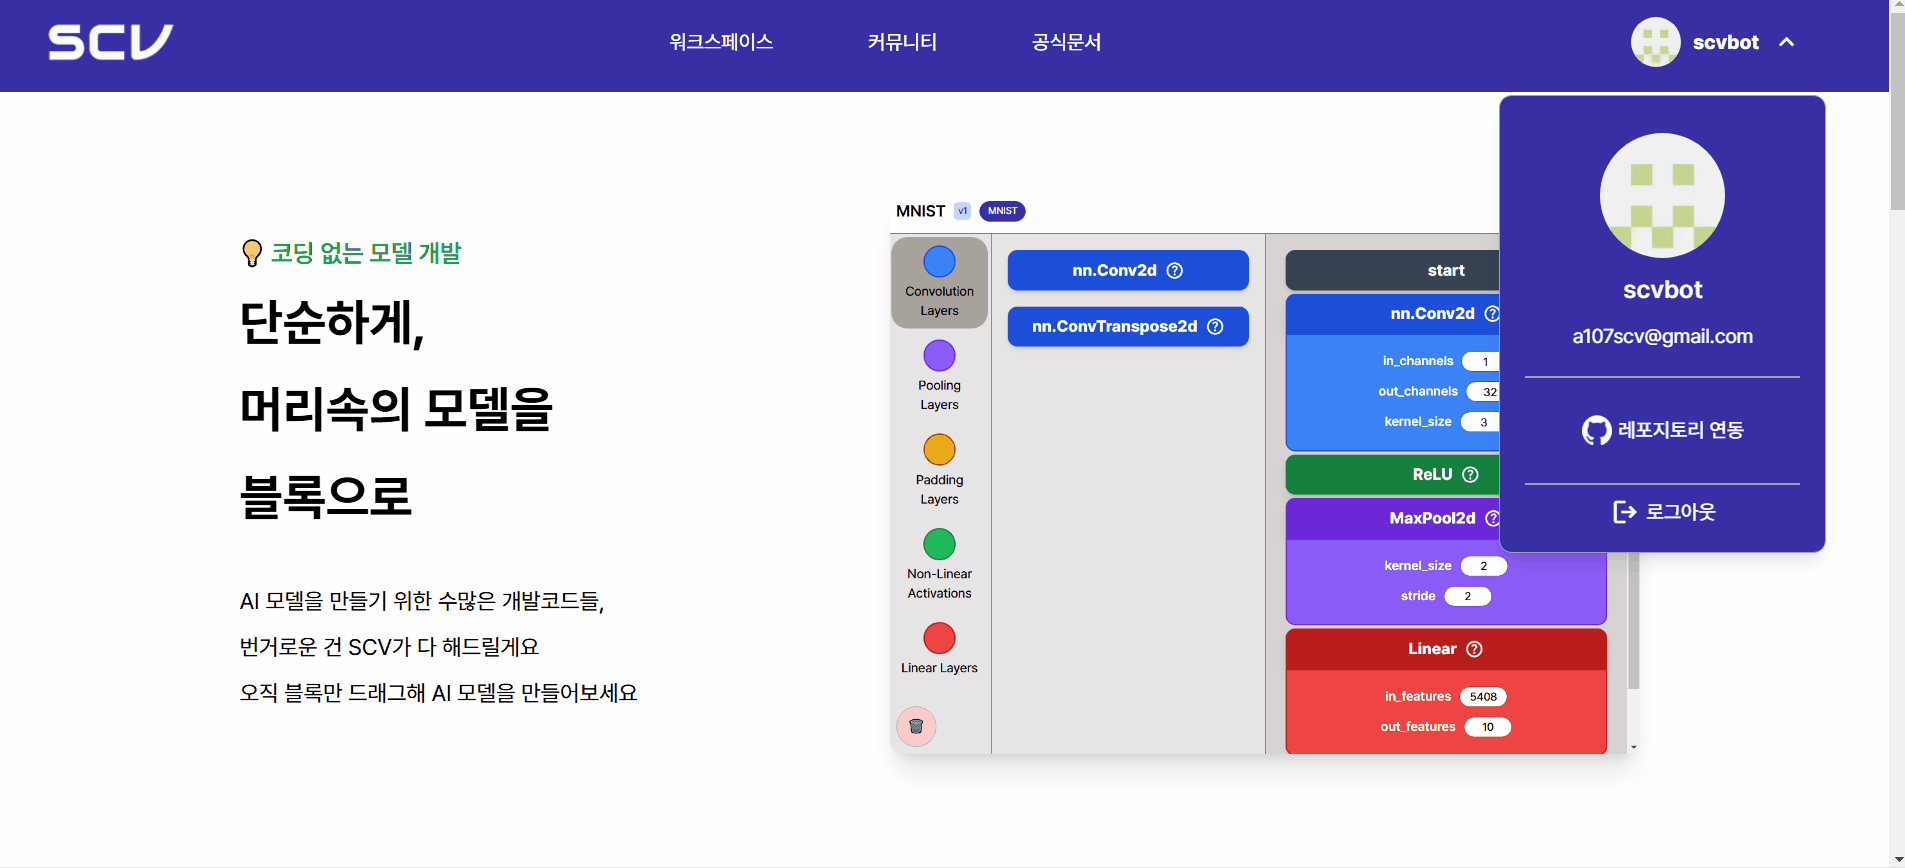 SCV
워크스페이스
커뮤니티
공식문서
scvbot
💡 코딩 없는 모델 개발
단순하게,
머리속의 모델을
블록으로
AI 모델을 만들기 위한 수많은 개발코드들,
번거로운 건 SCV가 다 해드릴게요
오직 블록만 드래그해 AI 모델을 만들어보세요
MNIST v1 MNIST
Convolution
Layers
Pooling
Layers
Padding
Layers
Non-Linear
Activations
Linear Layers
nn.Conv2d
nn.ConvTranspose2d
start
nn.Conv2d
in_channels 1
out_channels 32
kernel_size 3
ReLU
MaxPool2d
kernel_size 2
stride 2
Linear
in_features 5408
out_features 10
scvbot
a107scv@gmail.com
레포지토리 연동
로그아웃